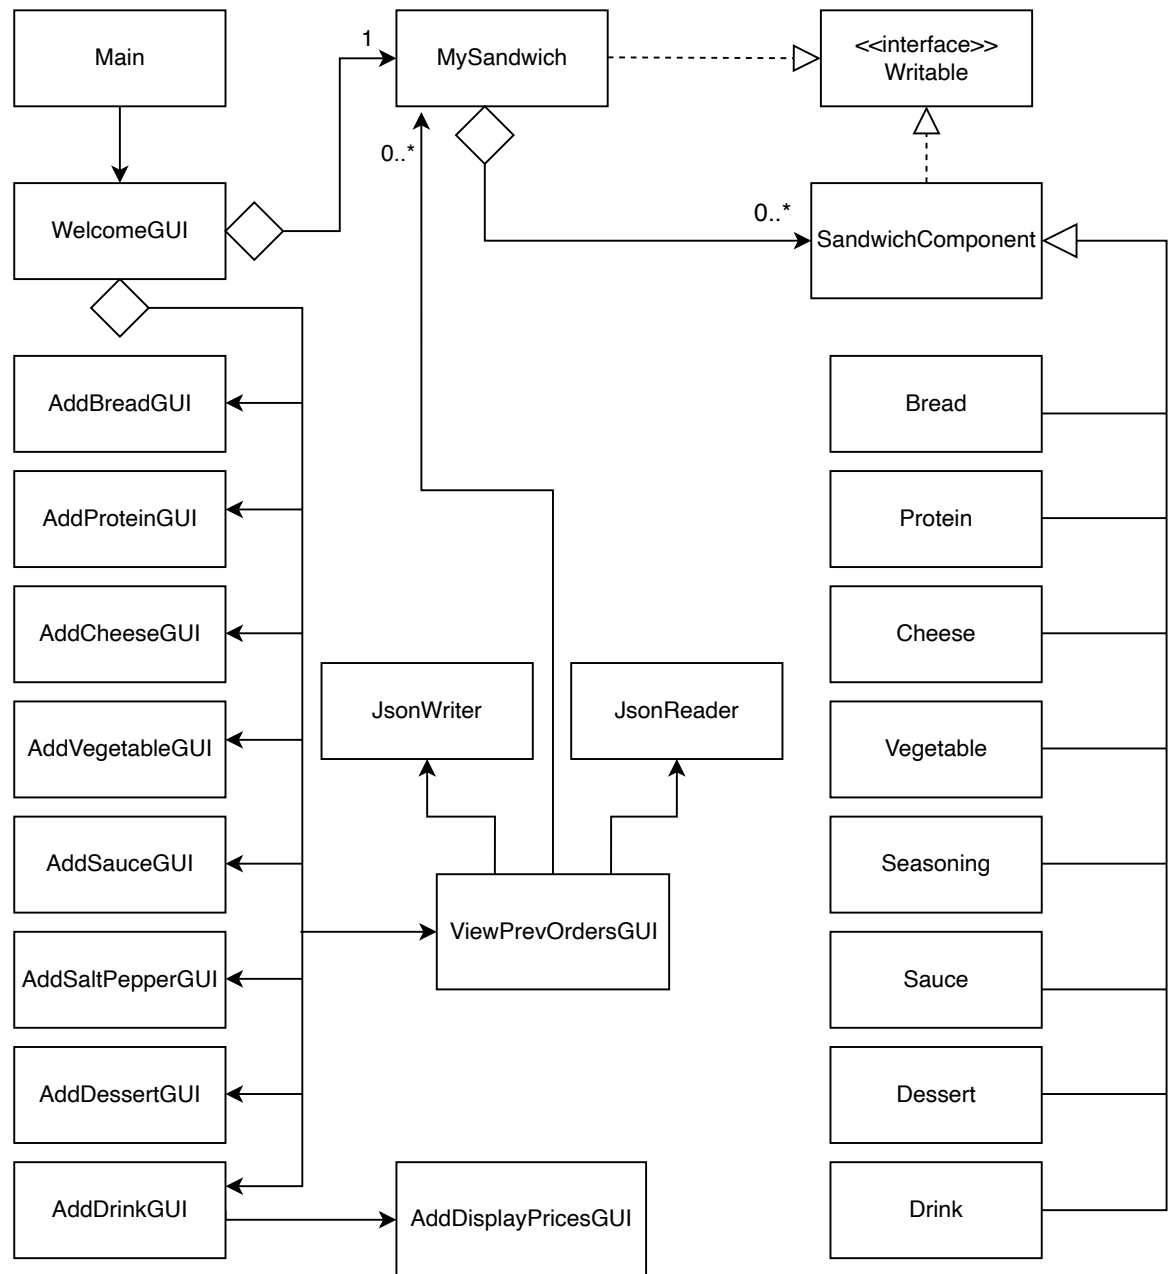 Main
1
MySandwich
<<interface>>
Writable
0..*
WelcomeGUI
0..*
SandwichComponent
AddBreadGUI
Bread
AddProteinGUI
Protein
AddCheeseGUI
Cheese
JsonWriter
JsonReader
AddVegetableGUI
Vegetable
AddSauceGUI
Seasoning
ViewPrevOrdersGUI
AddSaltPepperGUI
Sauce
AddDessertGUI
Dessert
AddDrinkGUI
AddDisplayPricesGUI
Drink